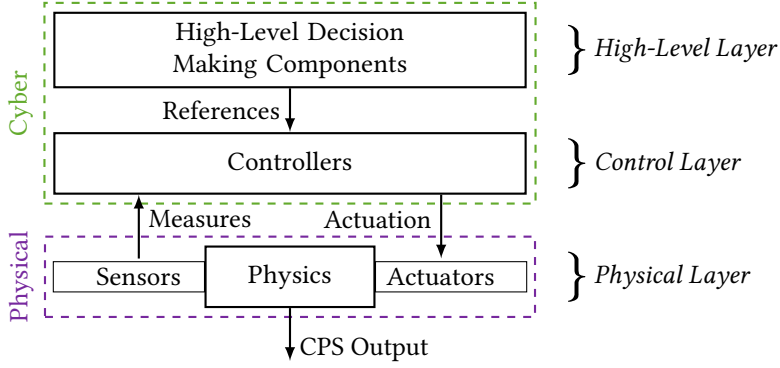 Cyber
High-Level Decision
Making Components
High-Level Layer
References
Controllers
Control Layer
Measures
Actuation
Physical
Sensors
Physics
Actuators
Physical Layer
CPS Output